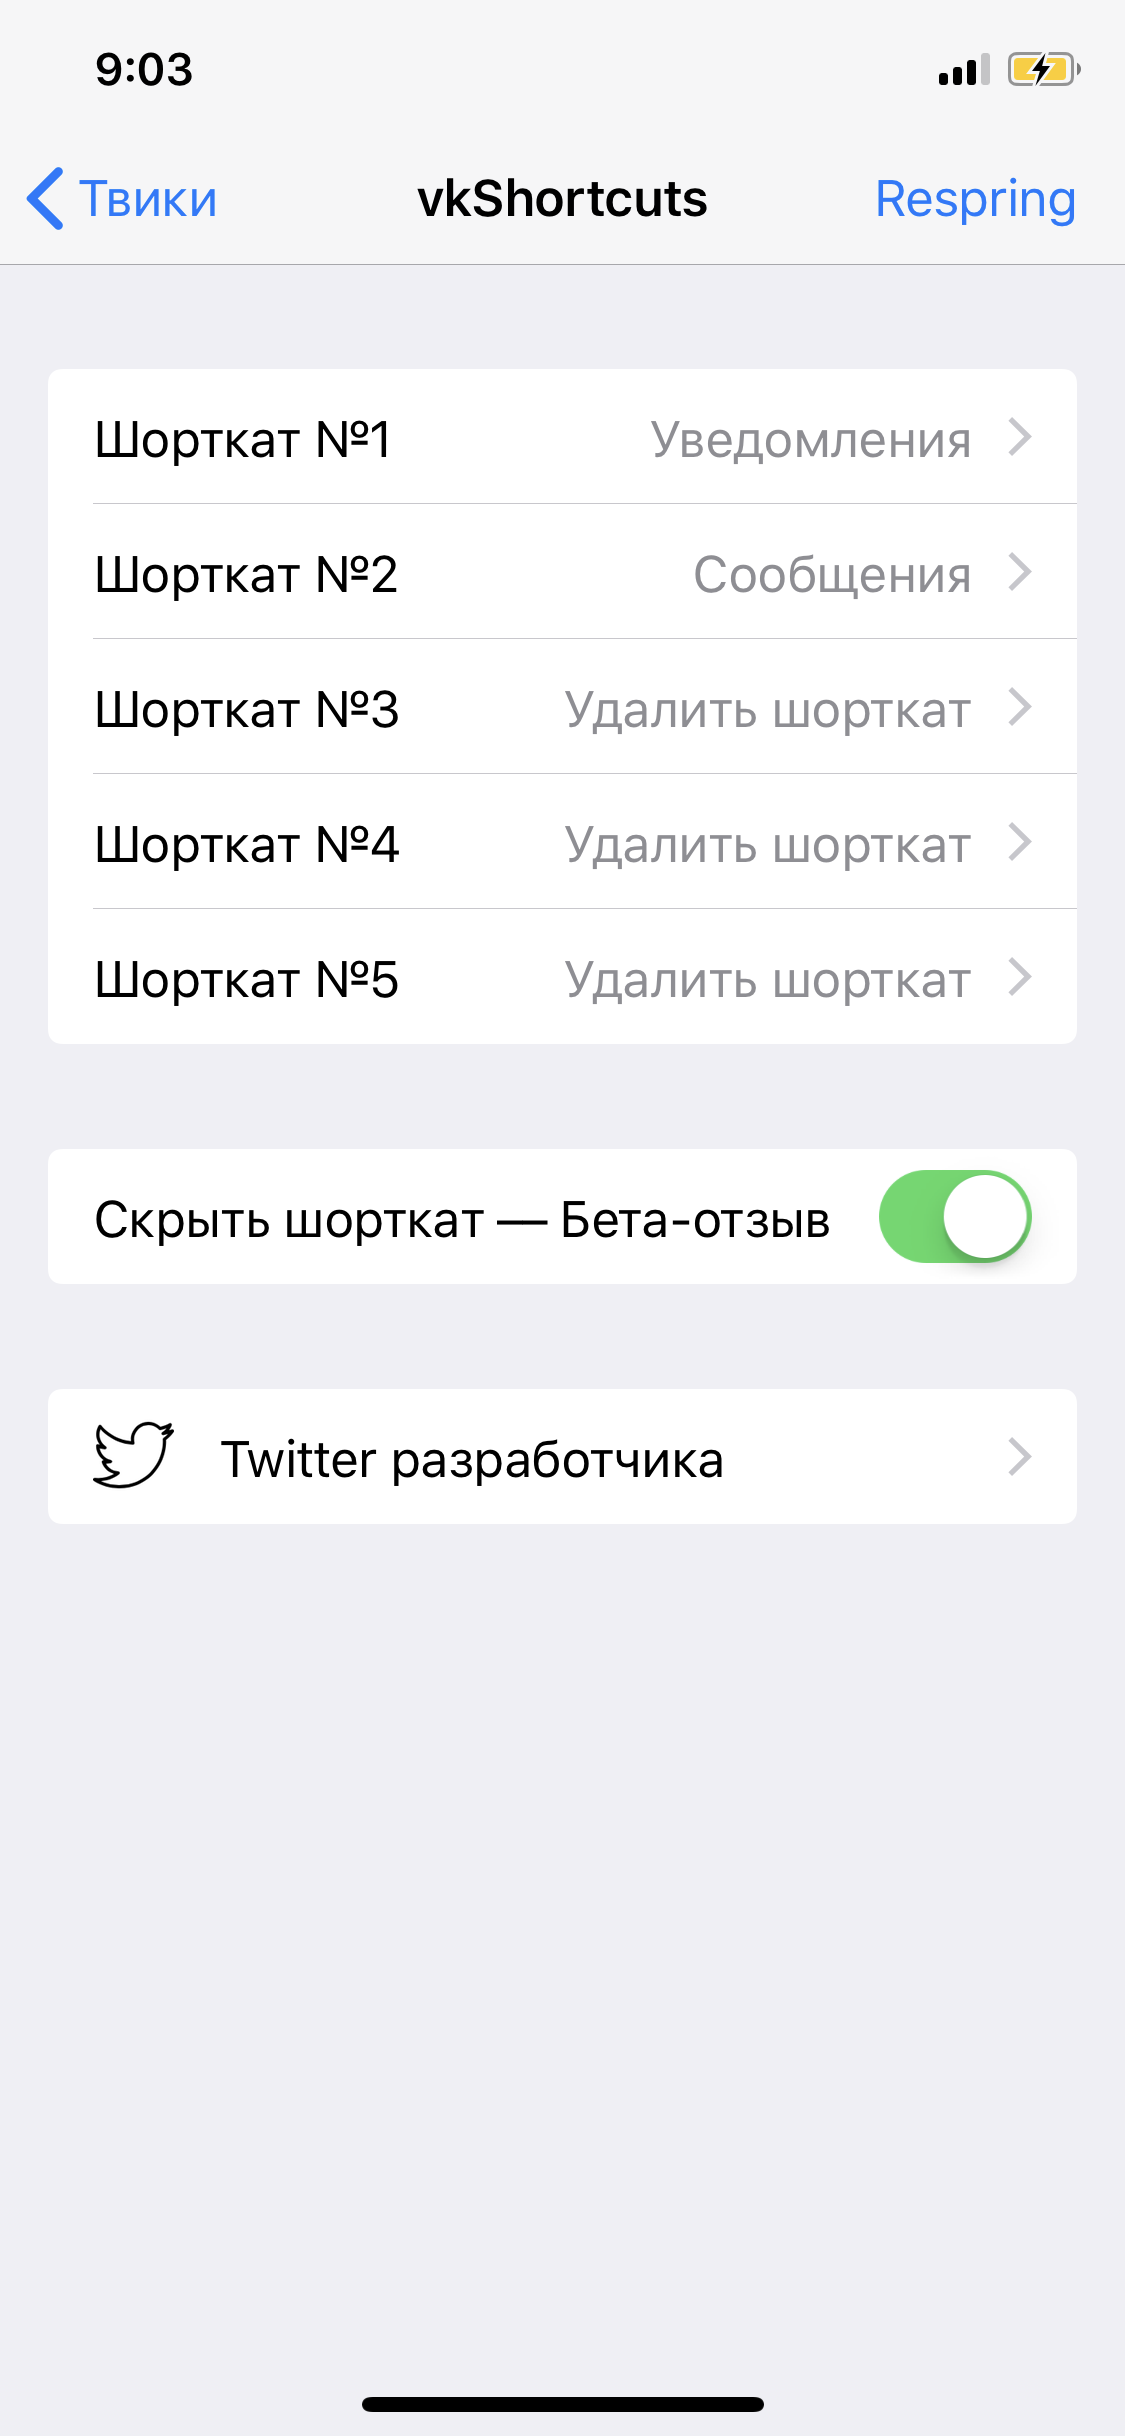 9:03
Твики vkShortcuts Respring
Шорткат №1 Уведомления
Шорткат №2 Сообщения
Шорткат №3 Удалить шорткат
Шорткат №4 Удалить шорткат
Шорткат №5 Удалить шорткат
Скрыть шорткат — Бета-отзыв
Twitter разработчика